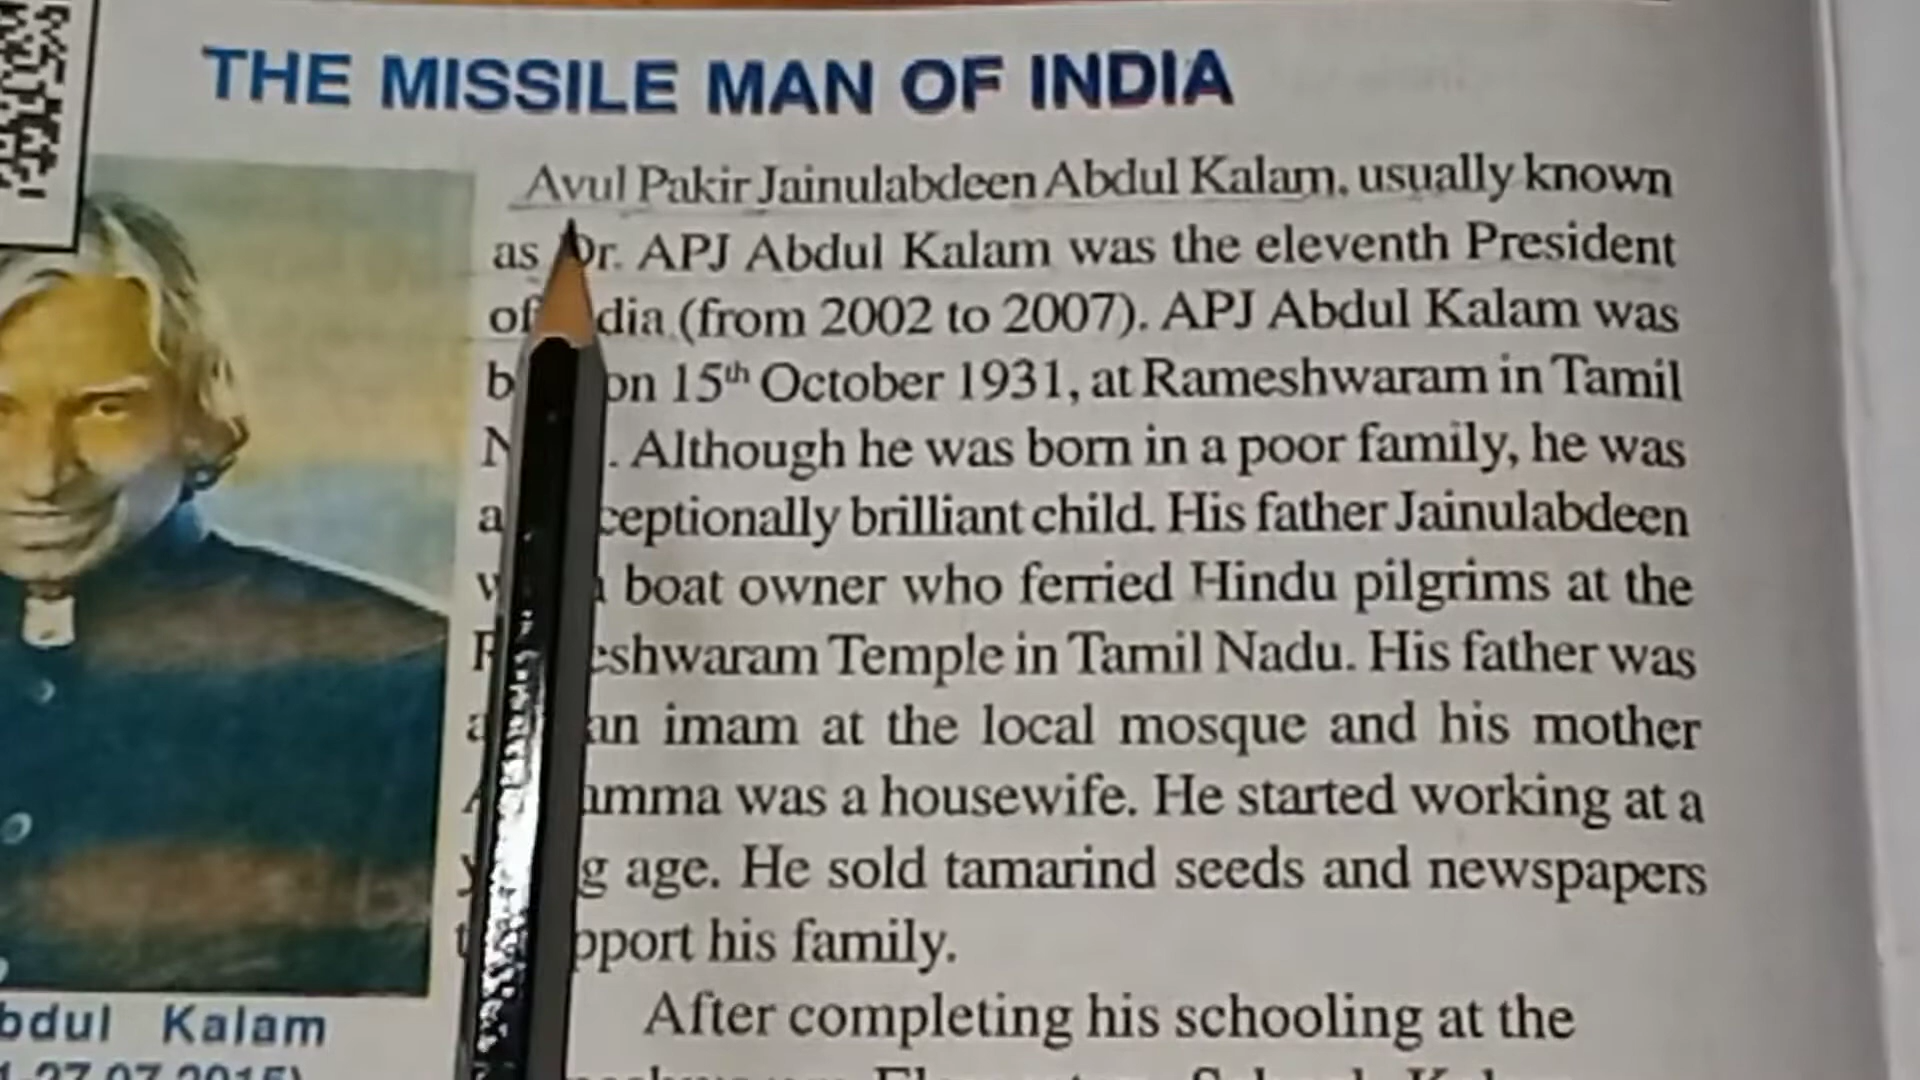 THE MISSILE MAN OF INDIA
Avul Pakir Jainulabdeen Abdul Kalam, usually known
as Dr. APJ Abdul Kalam was the eleventh President
of dia (from 2002 to 2007). APJ Abdul Kalam was
on 15th October 1931, at Rameshwaram in Tamil
Although he was born in a poor family, he was
ceptionally brilliant child. His father Jainulabdeen
boat owner who ferried Hindu pilgrims at the
eshwaram Temple in Tamil Nadu. His father was
an imam at the local mosque and his mother
amma was a housewife. He started working at a
g age. He sold tamarind seeds and newspapers
pport his family.
After completing his schooling at the
bdul Kalam
27.07.2015)